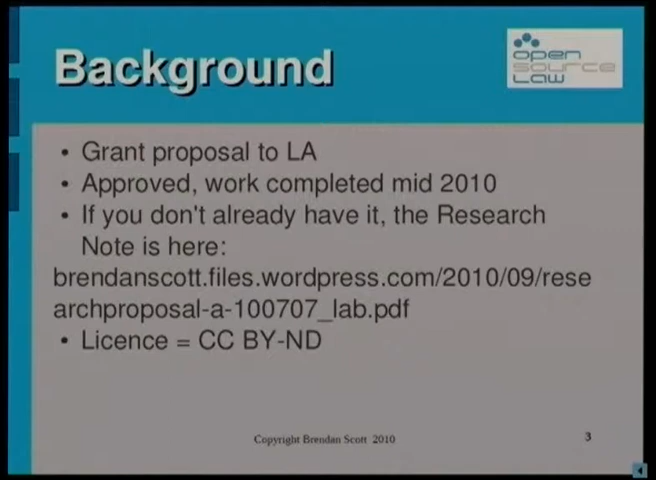 Background
open
source
Law
• Grant proposal to LA
• Approved, work completed mid 2010
• If you don't already have it, the Research
Note is here:
brendanscott.files.wordpress.com/2010/09/rese
archproposal-a-100707_lab.pdf
• Licence = CC BY-ND
Copyright Brendan Scott 2010
3